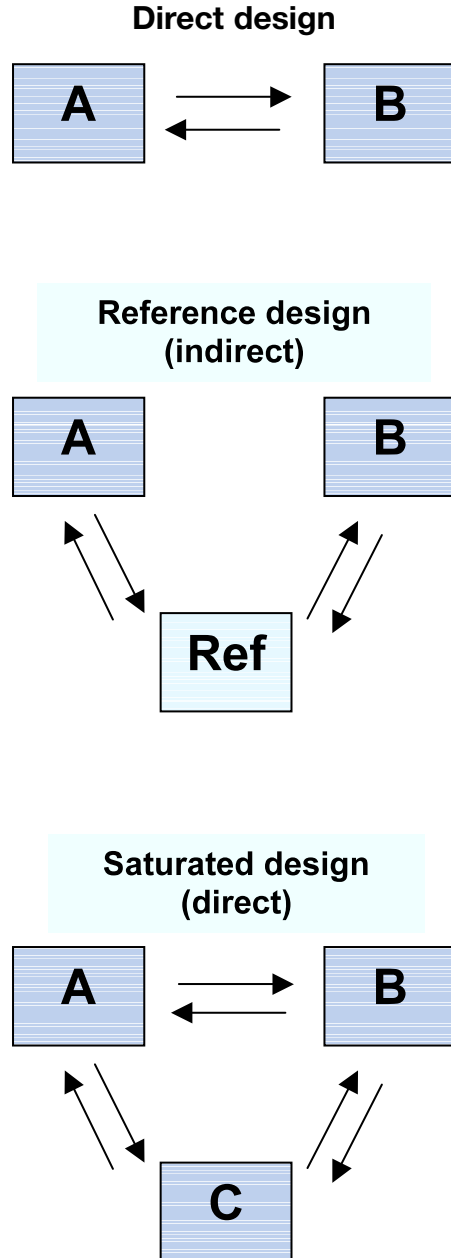 Direct design
A B
Reference design
(indirect)
A B
Ref
Saturated design
(direct)
A B
C